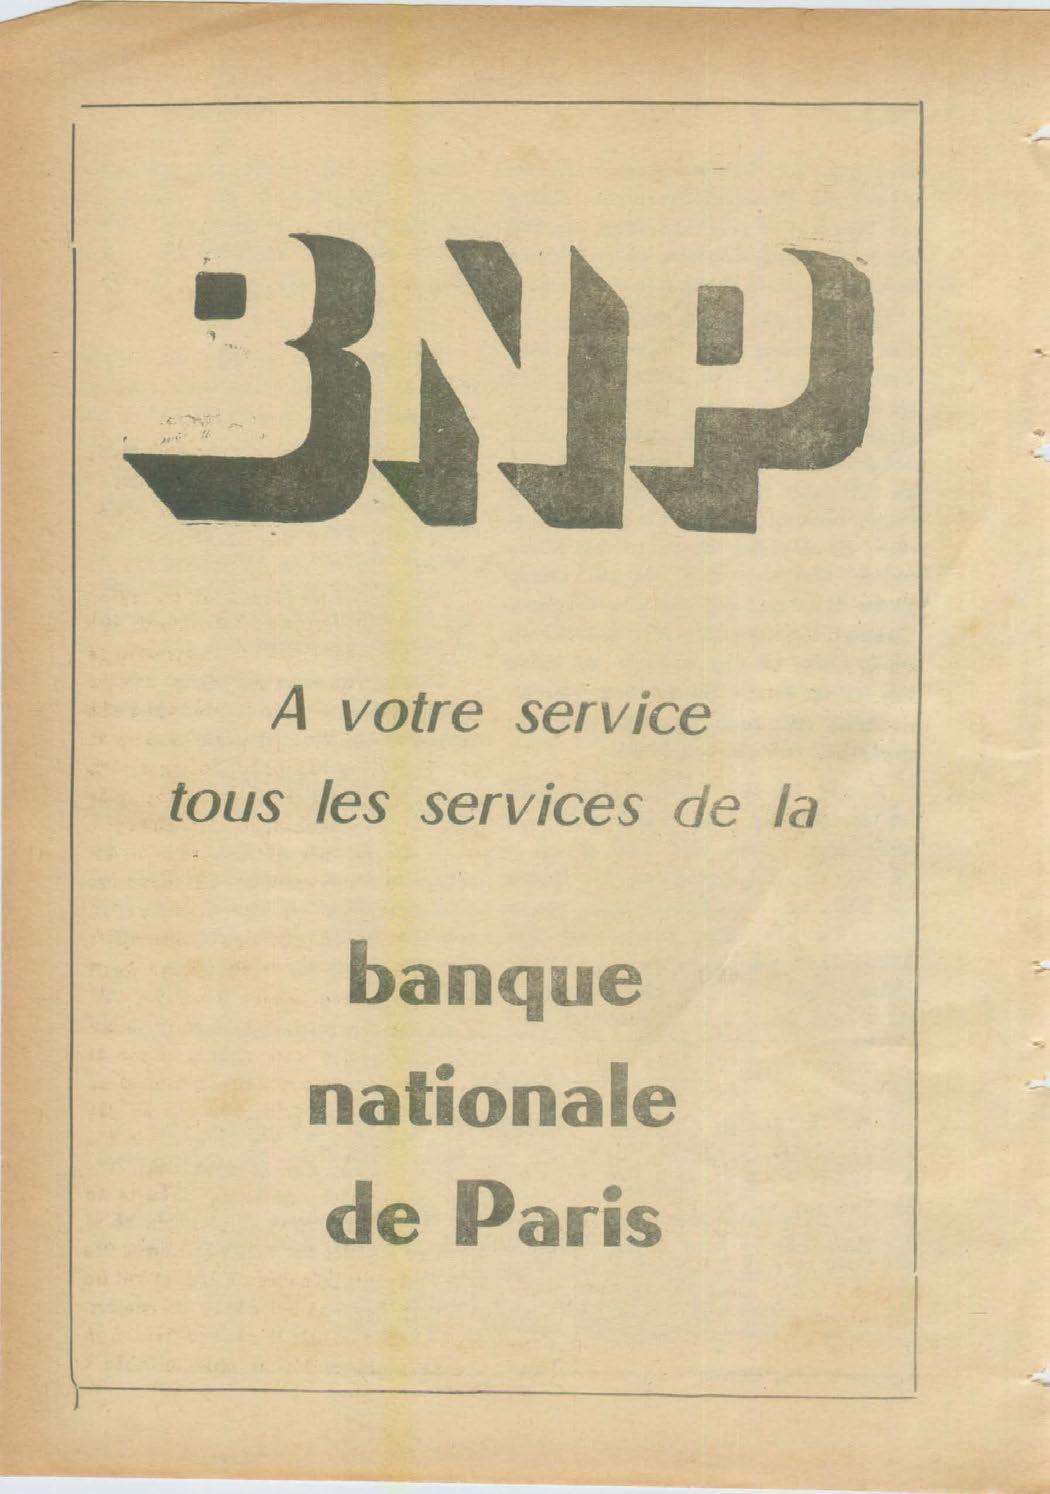 BNP
A votre service
tous les services de la
banque
nationale
de Paris